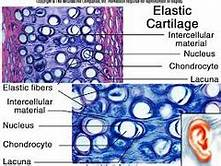 Elastic
Cartilage
Intercellular
material
Nucleus
Chondrocyte
Lacuna
Elastic fibers
Intercellular
material
Nucleus
Chondrocyte
Lacuna